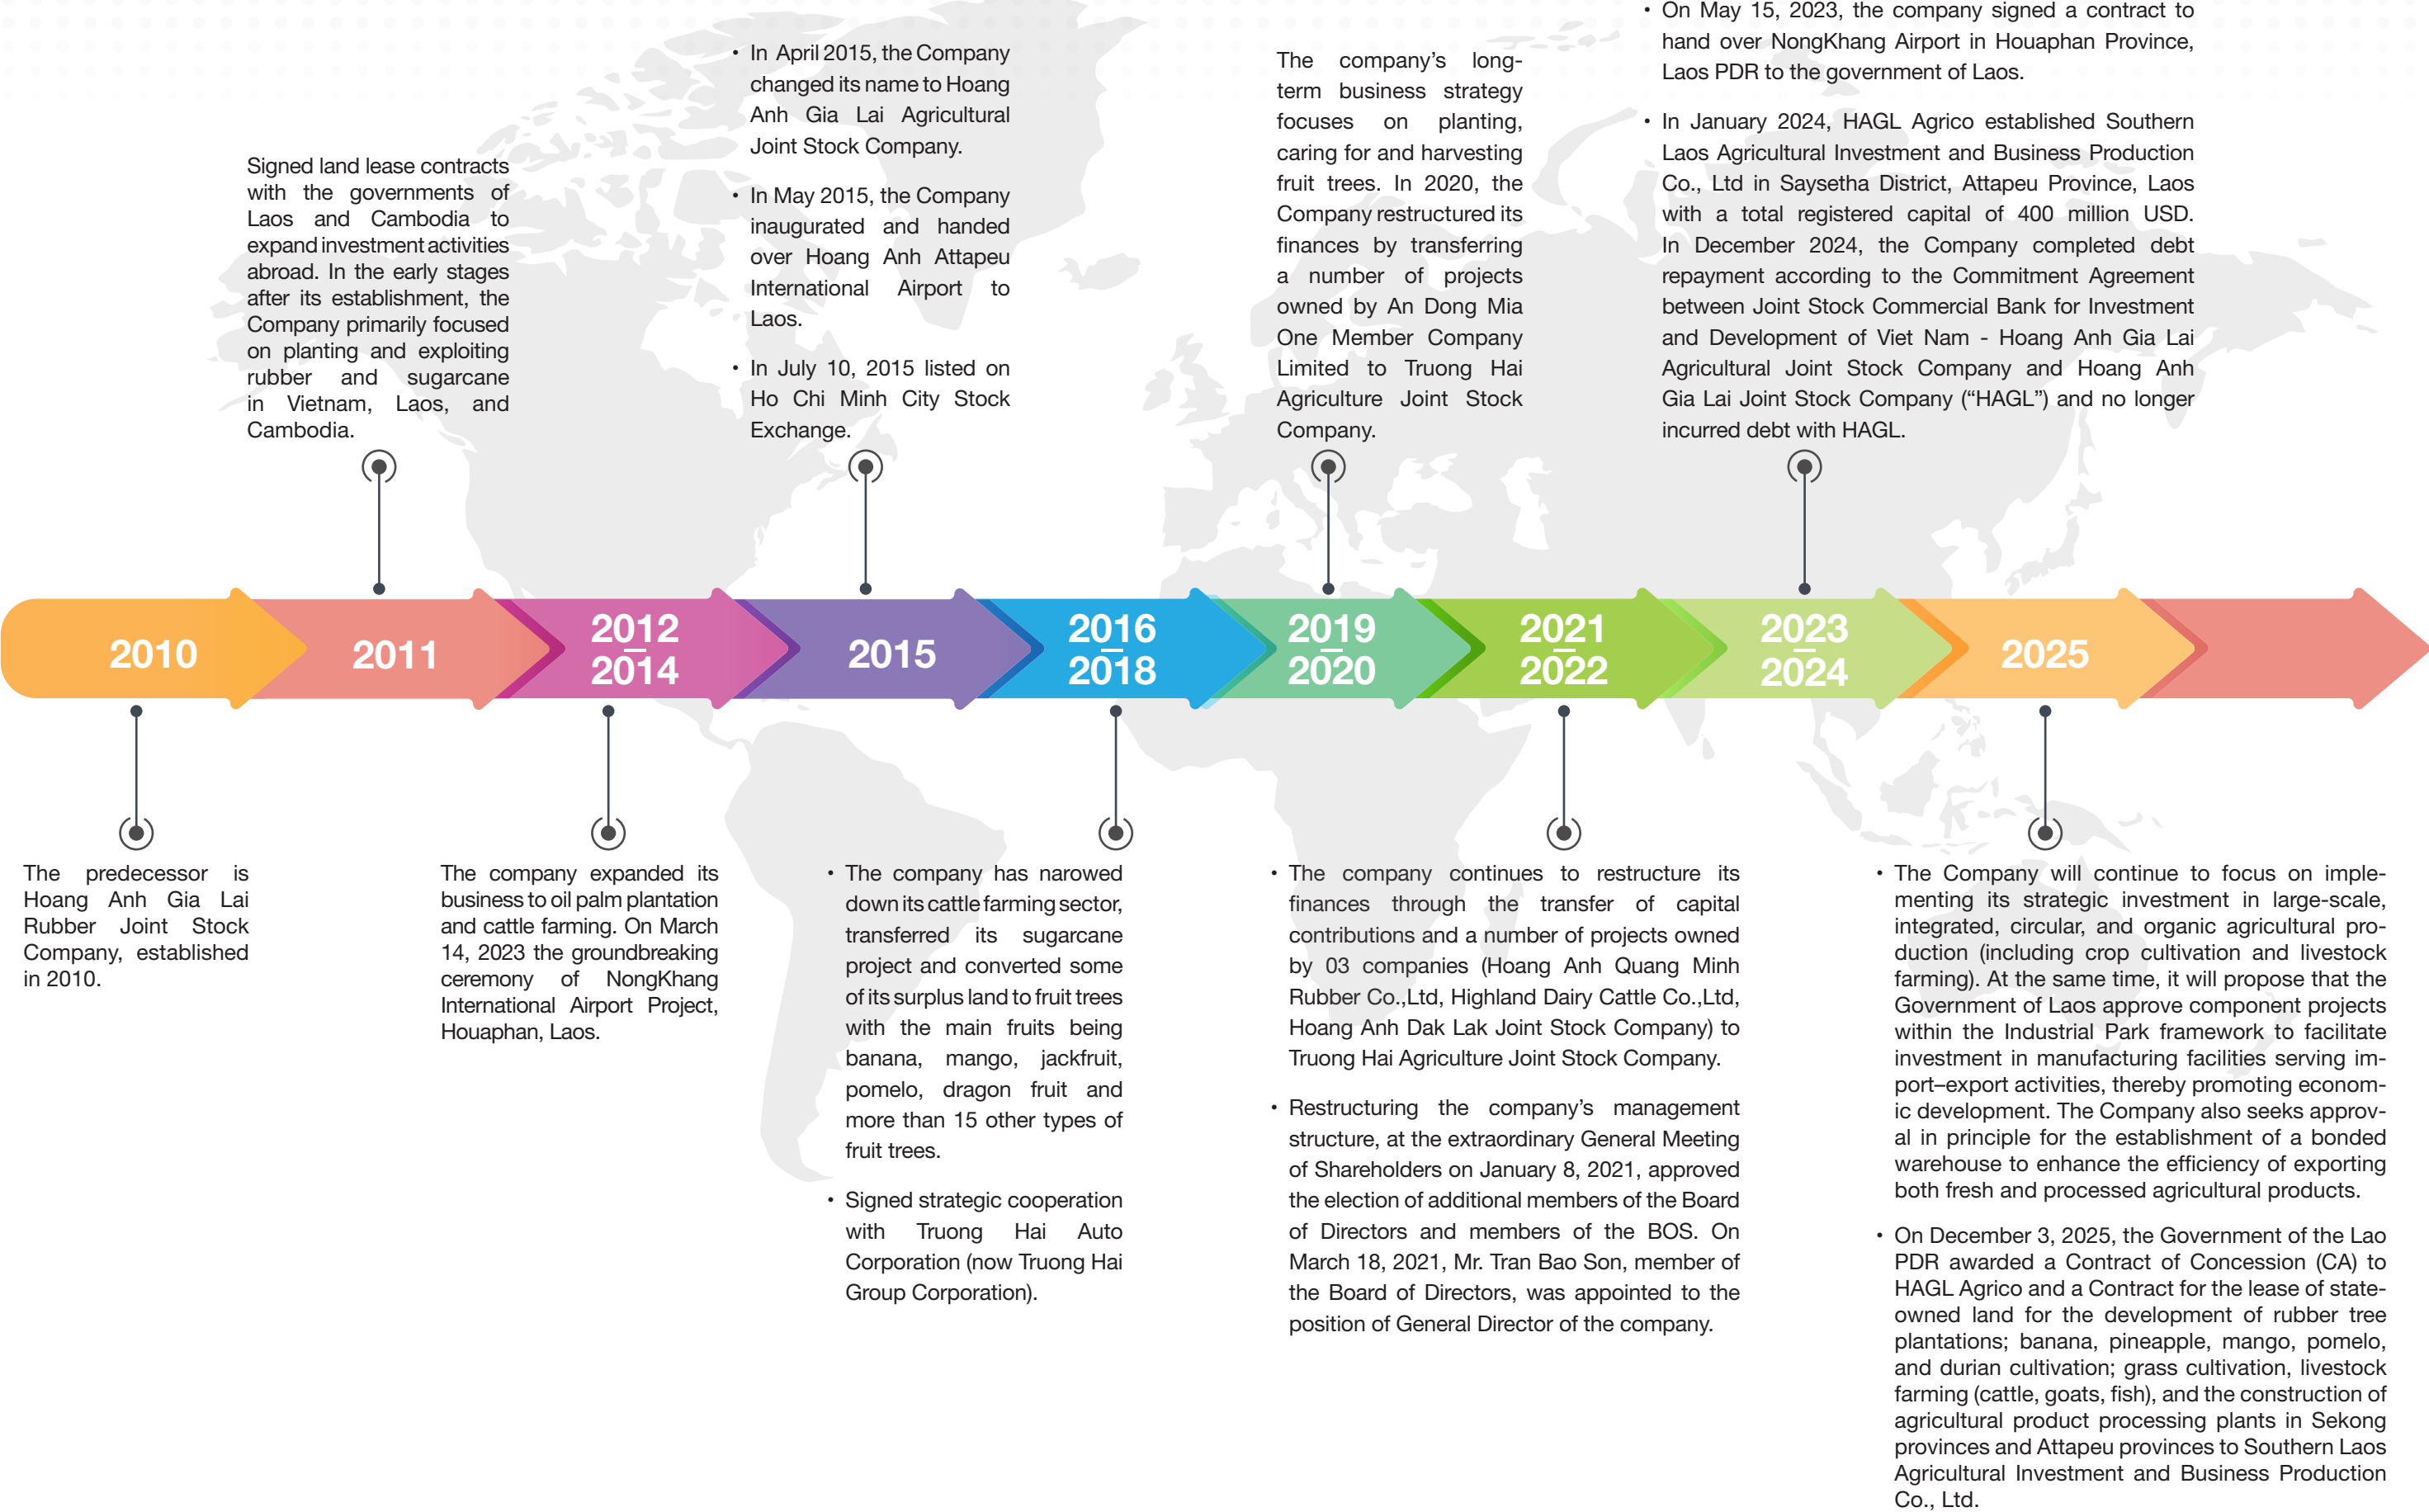 • On May 15, 2023, the company signed a contract to
hand over NongKhang Airport in Houaphan Province,
Laos PDR to the government of Laos.
• In January 2024, HAGL Agrico established Southern
Laos Agricultural Investment and Business Production
Co., Ltd in Saysetha District, Attapeu Province, Laos
with a total registered capital of 400 million USD.
In December 2024, the Company completed debt
repayment according to the Commitment Agreement
between Joint Stock Commercial Bank for Investment
and Development of Viet Nam - Hoang Anh Gia Lai
Agricultural Joint Stock Company and Hoang Anh
Gia Lai Joint Stock Company (“HAGL”) and no longer
incurred debt with HAGL.
The company’s long-
term business strategy
focuses on planting,
caring for and harvesting
fruit trees. In 2020, the
Company restructured its
finances by transferring
a number of projects
owned by An Dong Mia
One Member Company
Limited to Truong Hai
Agriculture Joint Stock
Company.
• In April 2015, the Company
changed its name to Hoang
Anh Gia Lai Agricultural
Joint Stock Company.
• In May 2015, the Company
inaugurated and handed
over Hoang Anh Attapeu
International Airport to
Laos.
• In July 10, 2015 listed on
Ho Chi Minh City Stock
Exchange.
Signed land lease contracts
with the governments of
Laos and Cambodia to
expand investment activities
abroad. In the early stages
after its establishment, the
Company primarily focused
on planting and exploiting
rubber and sugarcane
in Vietnam, Laos, and
Cambodia.
2010
2011
2012
–
2014
2015
2016
–
2018
2019
–
2020
2021
–
2022
2023
–
2024
2025
The predecessor is
Hoang Anh Gia Lai
Rubber Joint Stock
Company, established
in 2010.
The company expanded its
business to oil palm plantation
and cattle farming. On March
14, 2023 the groundbreaking
ceremony of NongKhang
International Airport Project,
Houaphan, Laos.
• The company has narowed
down its cattle farming sector,
transferred its sugarcane
project and converted some
of its surplus land to fruit trees
with the main fruits being
banana, mango, jackfruit,
pomelo, dragon fruit and
more than 15 other types of
fruit trees.
• Signed strategic cooperation
with Truong Hai Auto
Corporation (now Truong Hai
Group Corporation).
• The company continues to restructure its
finances through the transfer of capital
contributions and a number of projects owned
by 03 companies (Hoang Anh Quang Minh
Rubber Co.,Ltd, Highland Dairy Cattle Co.,Ltd,
Hoang Anh Dak Lak Joint Stock Company) to
Truong Hai Agriculture Joint Stock Company.
• Restructuring the company’s management
structure, at the extraordinary General Meeting
of Shareholders on January 8, 2021, approved
the election of additional members of the Board
of Directors and members of the BOS. On
March 18, 2021, Mr. Tran Bao Son, member of
the Board of Directors, was appointed to the
position of General Director of the company.
• The Company will continue to focus on imple-
menting its strategic investment in large-scale,
integrated, circular, and organic agricultural pro-
duction (including crop cultivation and livestock
farming). At the same time, it will propose that the
Government of Laos approve component projects
within the Industrial Park framework to facilitate
investment in manufacturing facilities serving im-
port–export activities, thereby promoting econom-
ic development. The Company also seeks approv-
al in principle for the establishment of a bonded
warehouse to enhance the efficiency of exporting
both fresh and processed agricultural products.
• On December 3, 2025, the Government of the Lao
PDR awarded a Contract of Concession (CA) to
HAGL Agrico and a Contract for the lease of state-
owned land for the development of rubber tree
plantations; banana, pineapple, mango, pomelo,
and durian cultivation; grass cultivation, livestock
farming (cattle, goats, fish), and the construction of
agricultural product processing plants in Sekong
provinces and Attapeu provinces to Southern Laos
Agricultural Investment and Business Production
Co., Ltd.